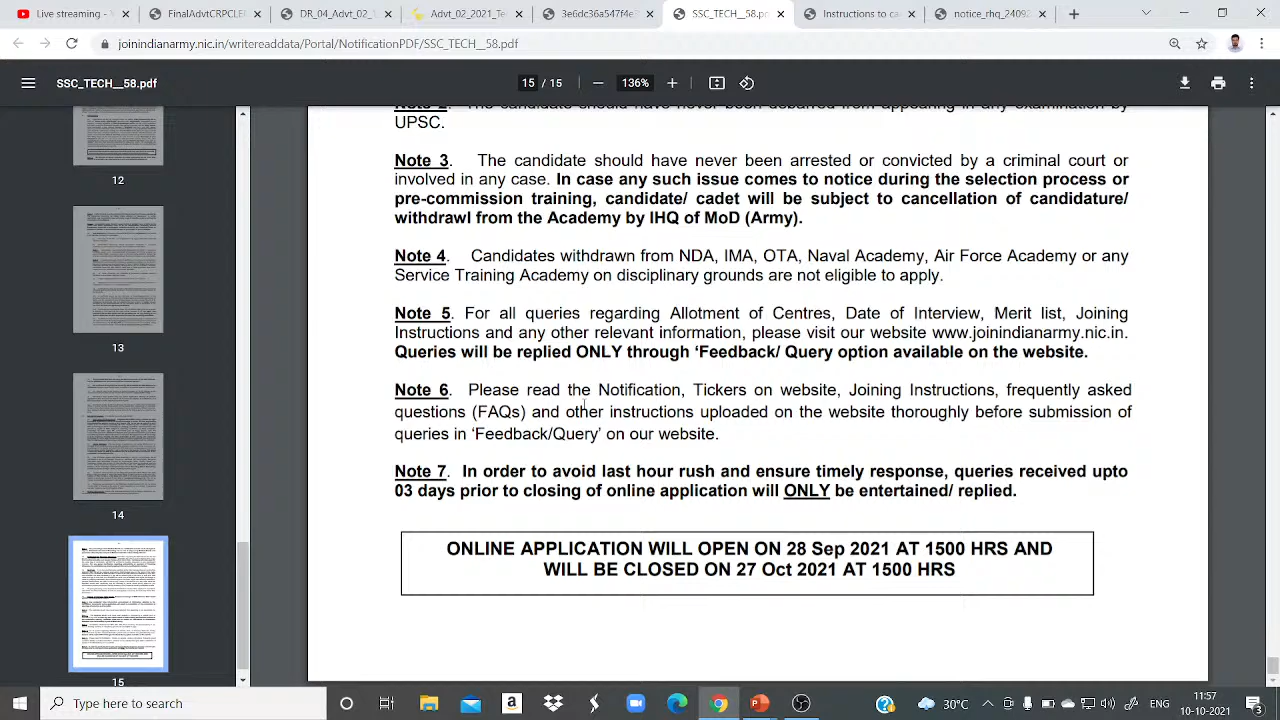 Live streaming - Y
FinalAdvtCRPCLE
DR_04_Advt_02_1
Advt_02_2021_Tel
3e6dc36a547f4e8
SSC_TECH__58.p
Instructions to ca
notice_rhq_2409
joinindianarmy.nic.in/writereaddata/Portal/NotificationPDF/SSC_TECH__58.pdf
SSC_TECH__58.pdf
15 / 15
136%
UPSC.
Note 3. The candidate should have never been arrested or convicted by a criminal court or
involved in any case. In case any such issue comes to notice during the selection process or
pre-commission training, candidate/ cadet will be subject to cancellation of candidature/
withdrawl from the Academy by IHQ of MoD (Army).
Note 4. Candidates withdrawn from NDA, IMA, OTA, Naval Academy, Air Force Academy or any
Service Training Academy on disciplinary grounds are not eligible to apply.
Note 5. For all queries regarding Allotment of Centres, Date of Interview, Merit list, Joining
Instructions and any other relevant information, please visit our website www.joinindianarmy.nic.in.
Queries will be replied ONLY through ‘Feedback/ Query option available on the website.
Note 6. Please read the Notification, Tickers on website, Joining Instructions, frequently asked
questions (FAQs) and other instructions uploaded on the website thoroughly before submission of
queries in ‘Feedback/Query’ on our website.
Note 7. In order to avoid last hour rush and ensure timely response, queries received upto
03 days prior to closing of online application will ONLY be entertained/ replied.
ONLINE APPLICATION WILL OPEN ON 28 Sep 2021 AT 1500 HRS AND
WILL BE CLOSED ON 27 Oct 2021 AT 1500 HRS
12
13
14
15
Type here to search
30°C
ENG
11:57
10-10-2021